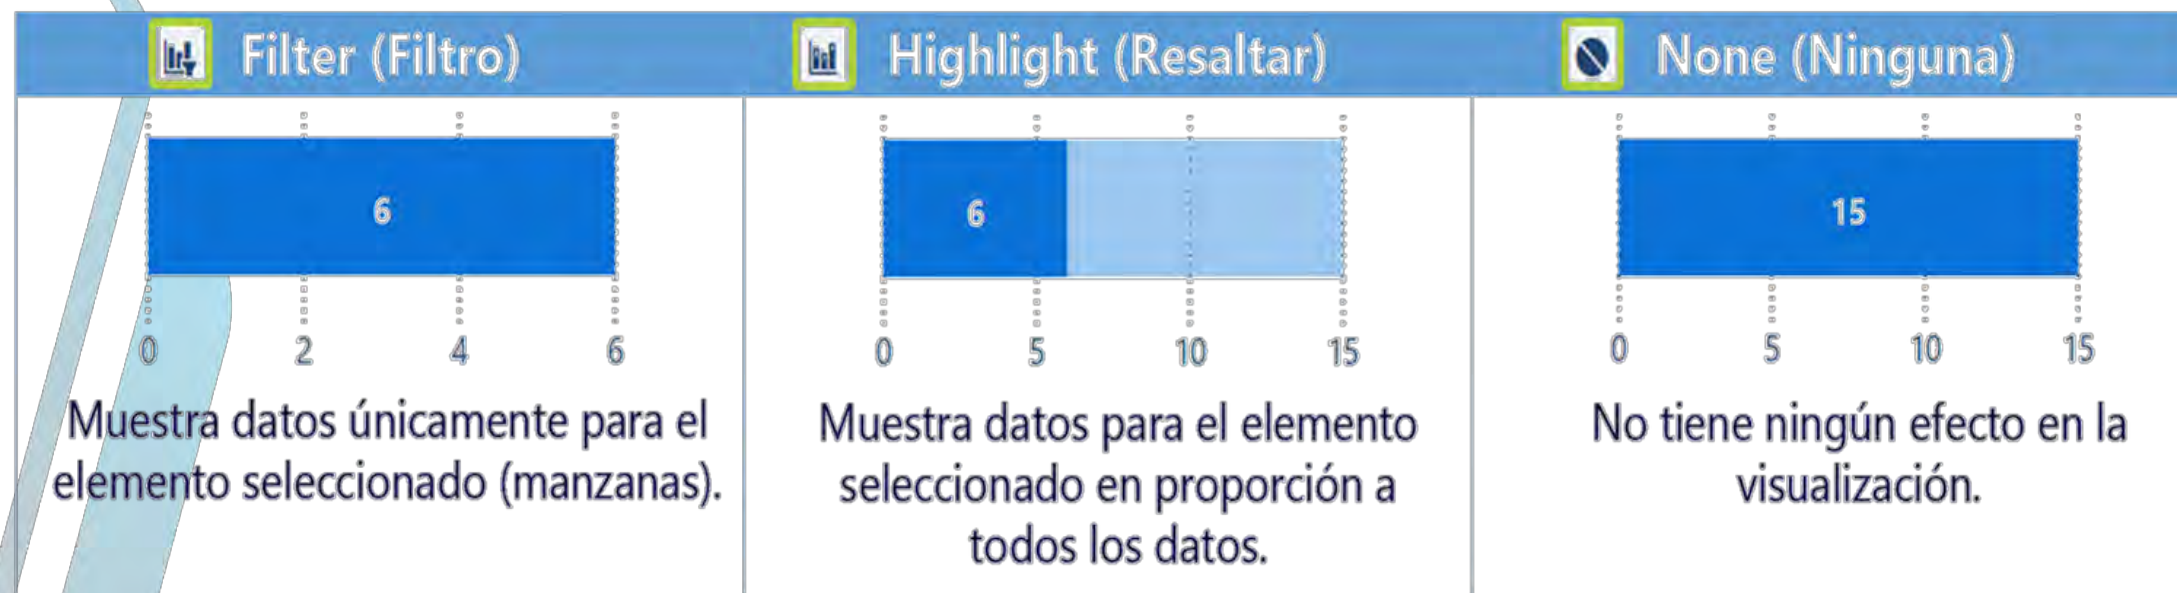 Filter (Filtro)
6
0 2 4 6
Muestra datos únicamente para el
elemento seleccionado (manzanas).
Highlight (Resaltar)
6
0 5 10 15
Muestra datos para el elemento
seleccionado en proporción a
todos los datos.
None (Ninguna)
15
0 5 10 15
No tiene ningún efecto en la
visualización.